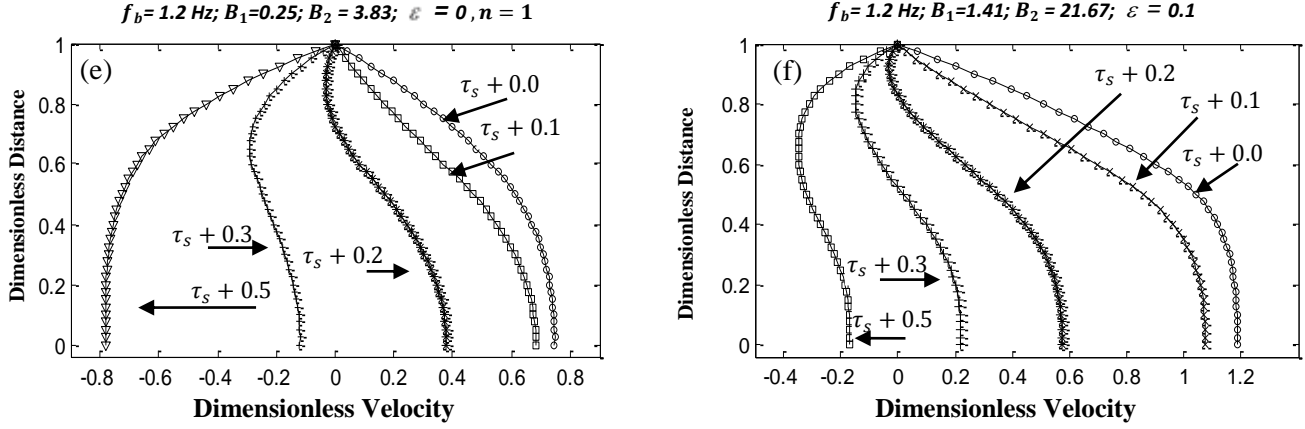 f_b= 1.2 Hz; B_1=0.25; B_2 = 3.83; ε = 0 , n = 1
(e)
τ_s + 0.0
τ_s + 0.1
τ_s + 0.3
τ_s + 0.2
τ_s + 0.5
1
0.8
0.6
0.4
0.2
0
-0.8 -0.6 -0.4 -0.2 0 0.2 0.4 0.6 0.8
Dimensionless Distance
Dimensionless Velocity
f_b= 1.2 Hz; B_1=1.41; B_2 = 21.67; ε = 0.1
(f)
τ_s + 0.2
τ_s + 0.1
τ_s + 0.0
τ_s + 0.3
τ_s + 0.5
1
0.8
0.6
0.4
0.2
0
-0.4 -0.2 0 0.2 0.4 0.6 0.8 1 1.2
Dimensionless Distance
Dimensionless Velocity